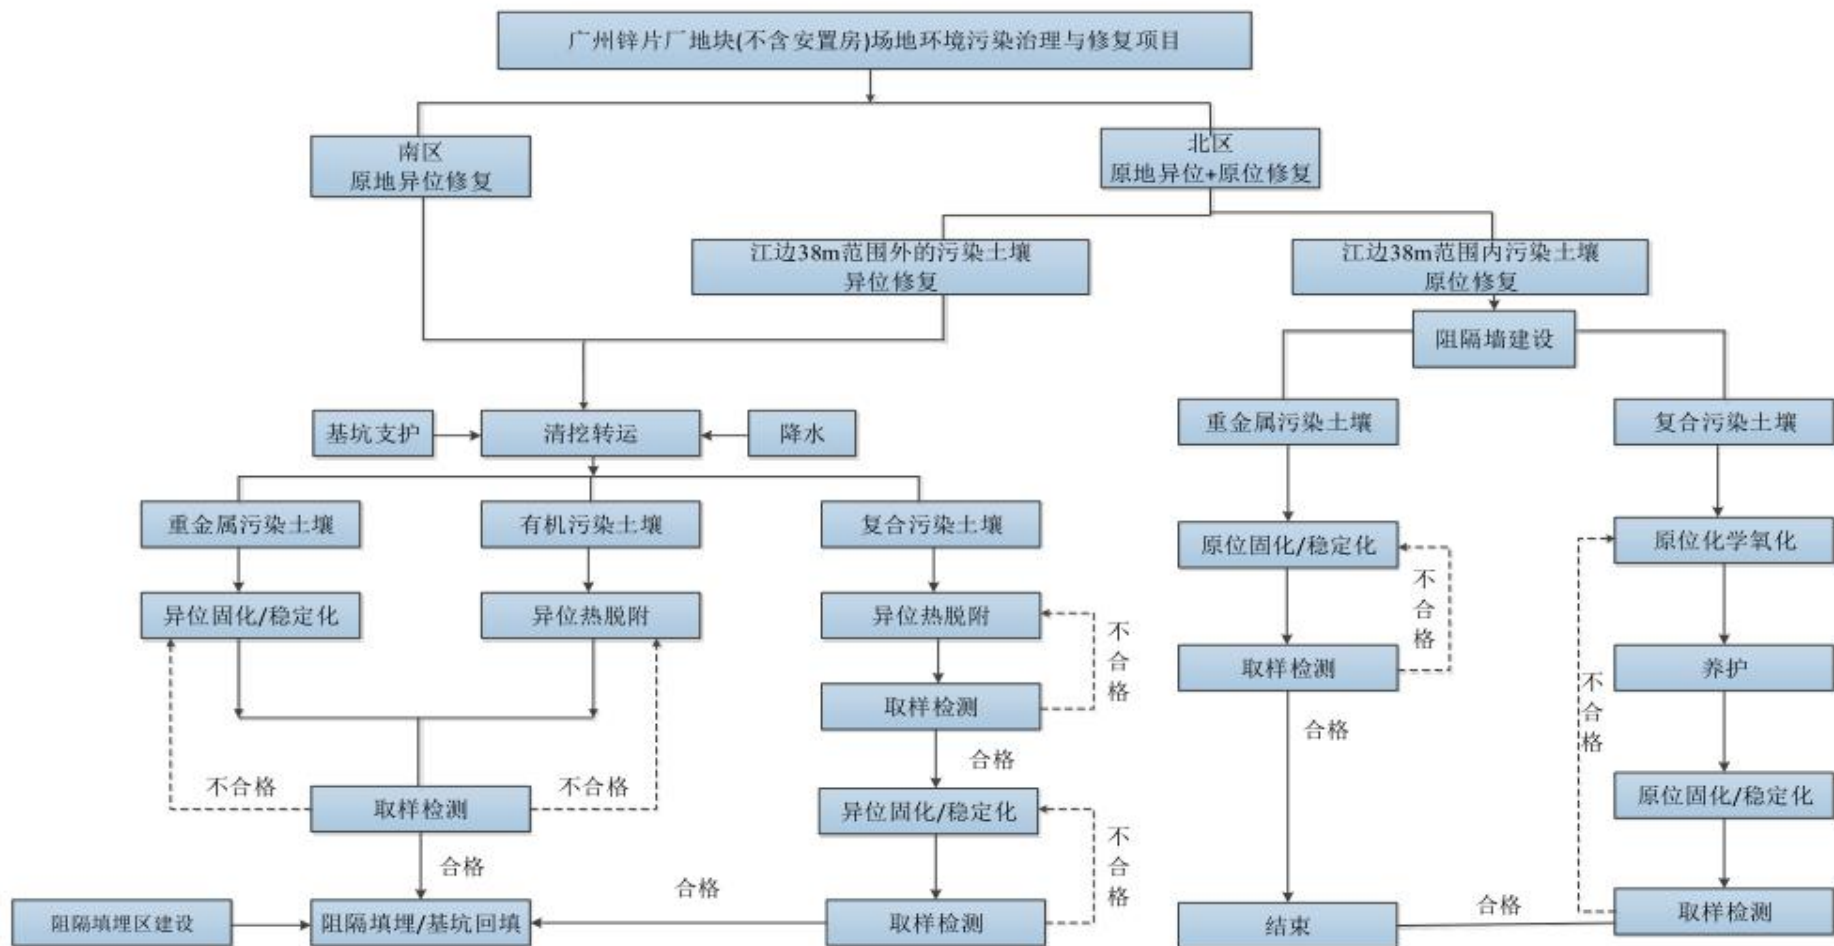 广州锌片厂地块(不含安置房)场地环境污染治理与修复项目
南区
原地异位修复
北区
原地异位+原位修复
江边38m范围外的污染土壤
异位修复
江边38m范围内污染土壤
原位修复
阻隔墙建设
基坑支护
清挖转运
降水
重金属污染土壤
复合污染土壤
重金属污染土壤
有机污染土壤
复合污染土壤
原位固化/稳定化
不合格
原位化学氧化
异位固化/稳定化
异位热脱附
异位热脱附
不合格
取样检测
养护
取样检测
不合格
合格
合格
不合格
不合格
取样检测
异位固化/稳定化
不合格
原位固化/稳定化
合格
合格
阻隔填埋区建设
阻隔填埋/基坑回填
取样检测
结束
合格
取样检测